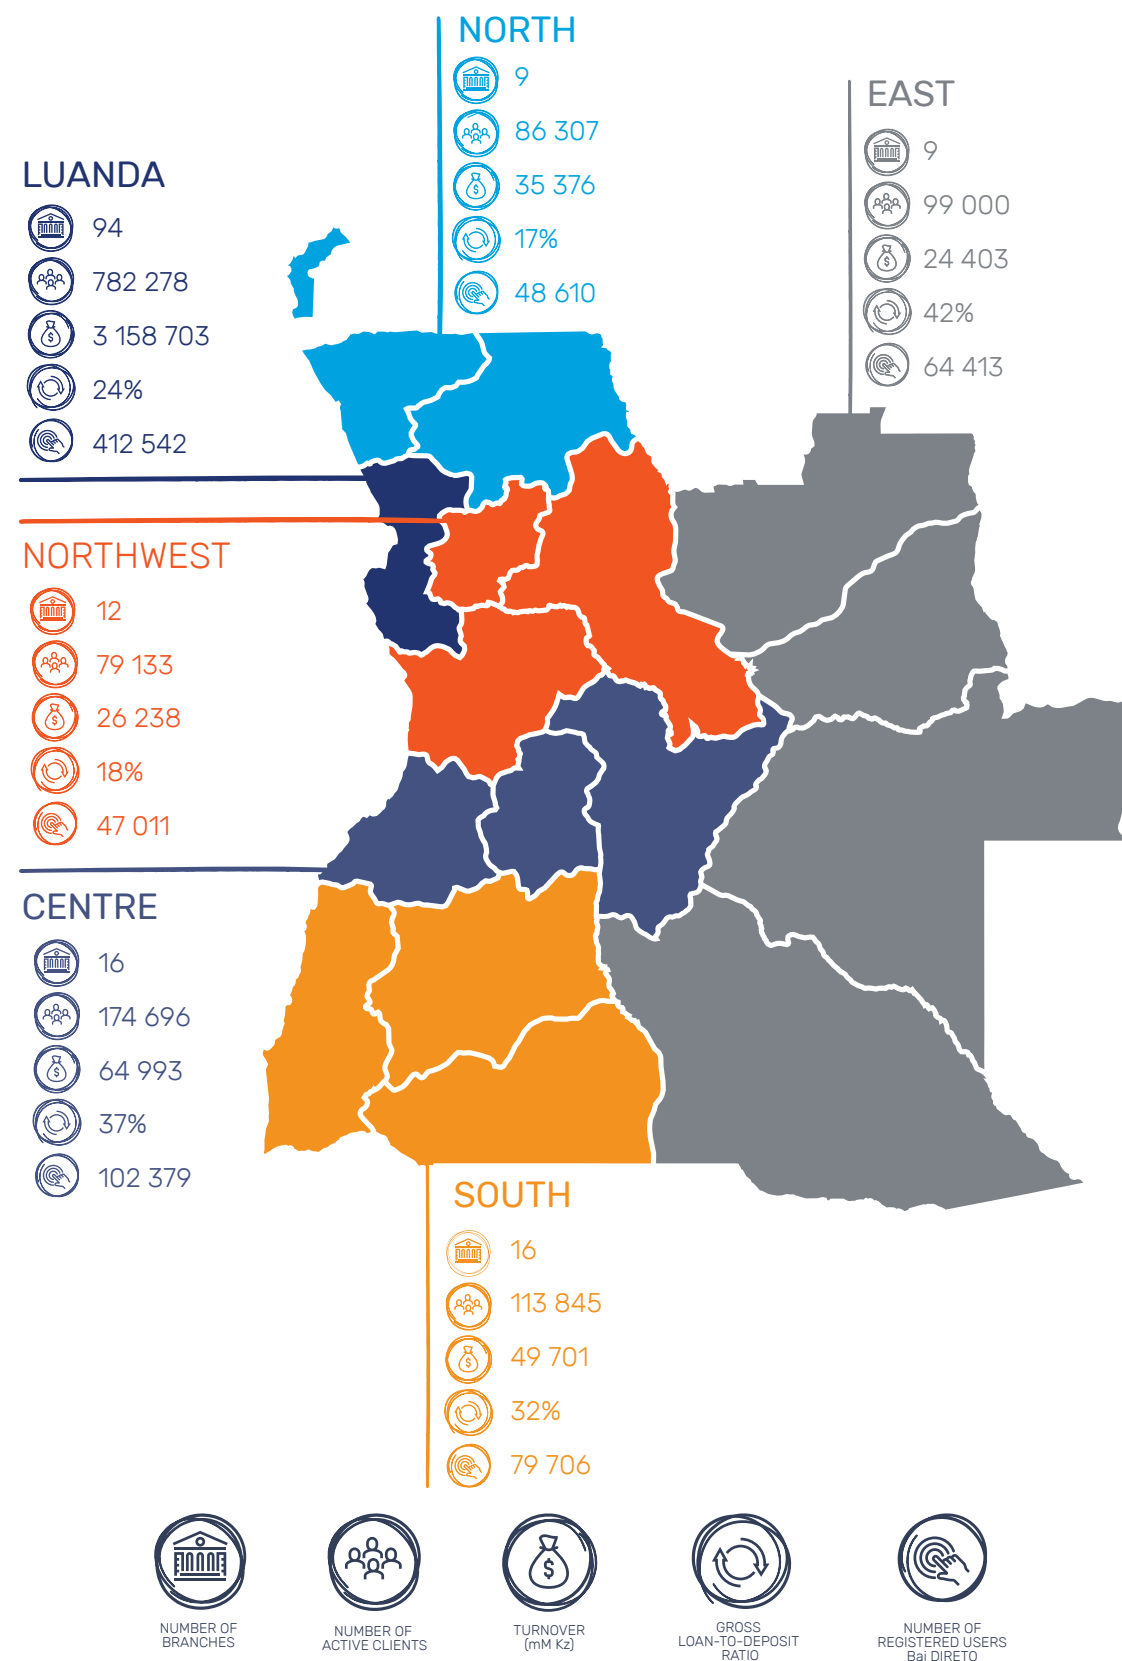 NORTH
9
86 307
35 376
17%
48 610
EAST
9
99 000
24 403
42%
64 413
LUANDA
94
782 278
3 158 703
24%
412 542
NORTHWEST
12
79 133
26 238
18%
47 011
CENTRE
16
174 696
64 993
37%
102 379
SOUTH
16
113 845
49 701
32%
79 706
NUMBER OF
BRANCHES
NUMBER OF
ACTIVE CLIENTS
TURNOVER
(mM Kz)
GROSS
LOAN-TO-DEPOSIT
RATIO
NUMBER OF
REGISTERED USERS
Bai DIRETO